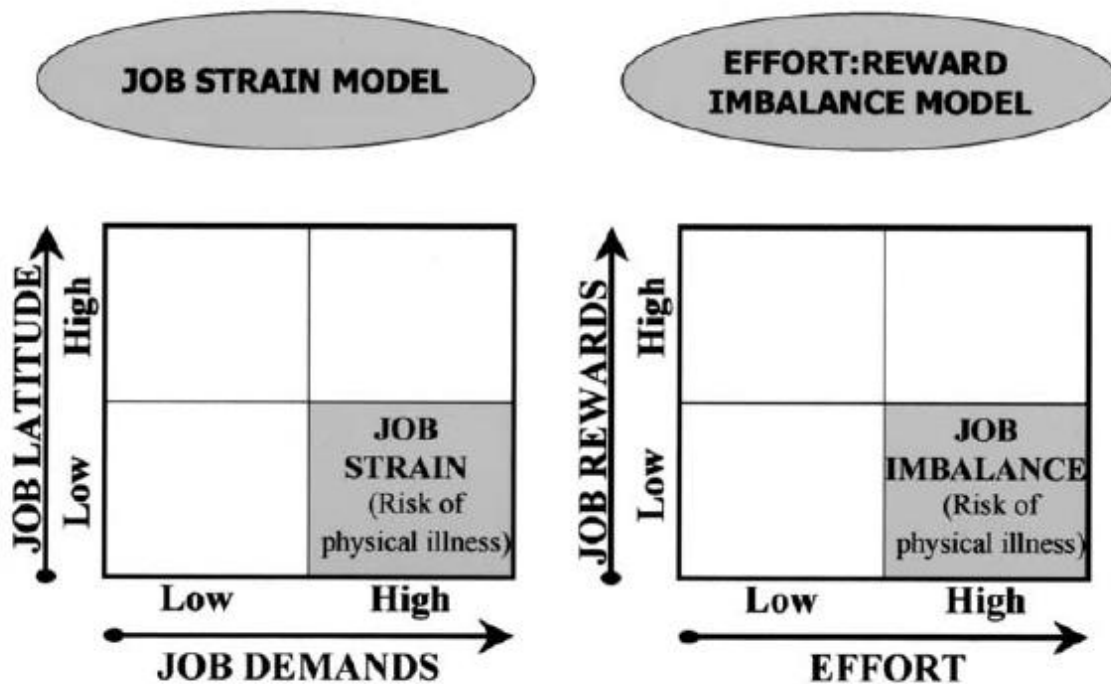 JOB STRAIN MODEL
EFFORT:REWARD
IMBALANCE MODEL
JOB LATITUDE
High
Low
JOB
STRAIN
(Risk of
physical illness)
Low
High
JOB DEMANDS
JOB REWARDS
High
Low
JOB
IMBALANCE
(Risk of
physical illness)
Low
High
EFFORT